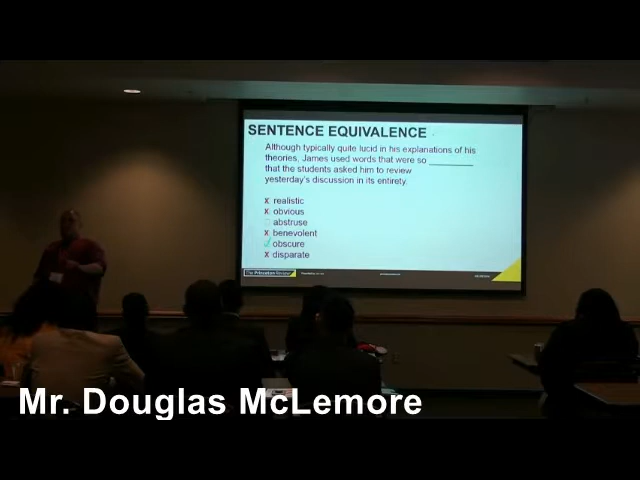 SENTENCE EQUIVALENCE
Although typically quite lucid in his explanations of his
theories, James used words that were so _________
that the students asked him to review
yesterday's discussion in its entirety.
x realistic
x obvious
abstruse
x benevolent
✓ obscure
x disparate
The Princeton Review
Mr. Douglas McLemore